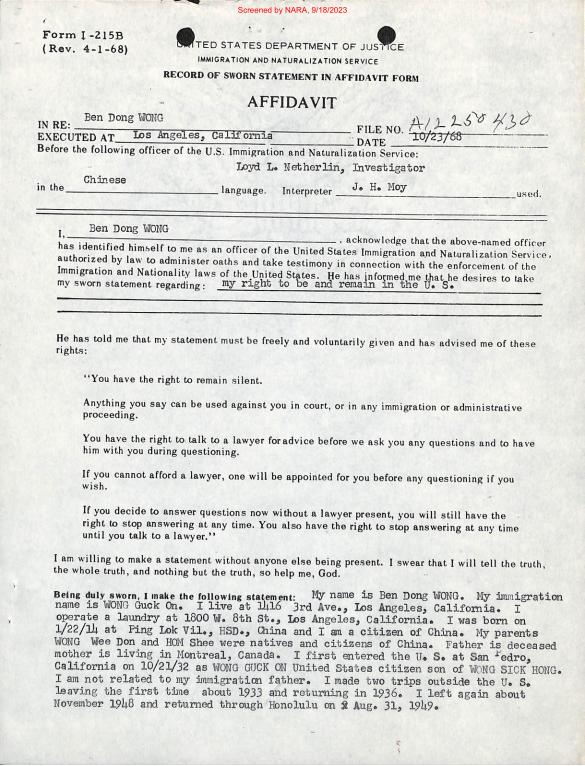 Screened by NARA, 9/18/2023
Form I-215B
(Rev. 4-1-68)
UNITED STATES DEPARTMENT OF JUSTICE
IMMIGRATION AND NATURALIZATION SERVICE
RECORD OF SWORN STATEMENT IN AFFIDAVIT FORM
AFFIDAVIT
IN RE: Ben Dong WONG
FILE NO. A12 250 430
EXECUTED AT Los Angeles, California
DATE 10/23/68
Before the following officer of the U.S. Immigration and Naturalization Service:
Loyd L. Netherlin, Investigator
in the Chinese language. Interpreter J. H. Moy used.
I, Ben Dong WONG, acknowledge that the above-named officer
has identified himself to me as an officer of the United States Immigration and Naturalization Service,
authorized by law to administer oaths and take testimony in connection with the enforcement of the
Immigration and Nationality laws of the United States. He has informed me that he desires to take
my sworn statement regarding: my right to be and remain in the U. S.
He has told me that my statement must be freely and voluntarily given and has advised me of these
rights:
"You have the right to remain silent.
Anything you say can be used against you in court, or in any immigration or administrative
proceeding.
You have the right to talk to a lawyer for advice before we ask you any questions and to have
him with you during questioning.
If you cannot afford a lawyer, one will be appointed for you before any questioning if you
wish.
If you decide to answer questions now without a lawyer present, you will still have the
right to stop answering at any time. You also have the right to stop answering at any time
until you talk to a lawyer."
I am willing to make a statement without anyone else being present. I swear that I will tell the truth,
the whole truth, and nothing but the truth, so help me, God.
Being duly sworn, I make the following statement: My name is Ben Dong WONG. My immigration
name is WONG Guck On. I live at 1416 3rd Ave., Los Angeles, California. I
operate a laundry at 1800 W. 8th St., Los Angeles, California. I was born on
1/22/14 at Ping Lok Vil., HSD., China and I am a citizen of China. My parents
WONG Wee Don and HOM Shee were natives and citizens of China. Father is deceased
mother is living in Montreal, Canada. I first entered the U. S. at San Pedro,
California on 10/21/32 as WONG GUCK ON United States citizen son of WONG SICK HONG.
I am not related to my immigration father. I made two trips outside the U. S.
leaving the first time about 1933 and returning in 1936. I left again about
November 1948 and returned through Honolulu on Aug. 31, 1949.